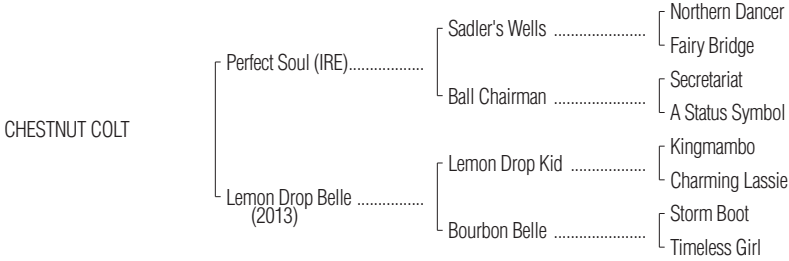 Northern Dancer
Sadler's Wells ......................
Fairy Bridge
Perfect Soul (IRE)..................
Secretariat
Ball Chairman ......................
A Status Symbol
CHESTNUT COLT
Kingmambo
Lemon Drop Kid ..................
Charming Lassie
Lemon Drop Belle ................
(2013)
Storm Boot
Bourbon Belle ......................
Timeless Girl